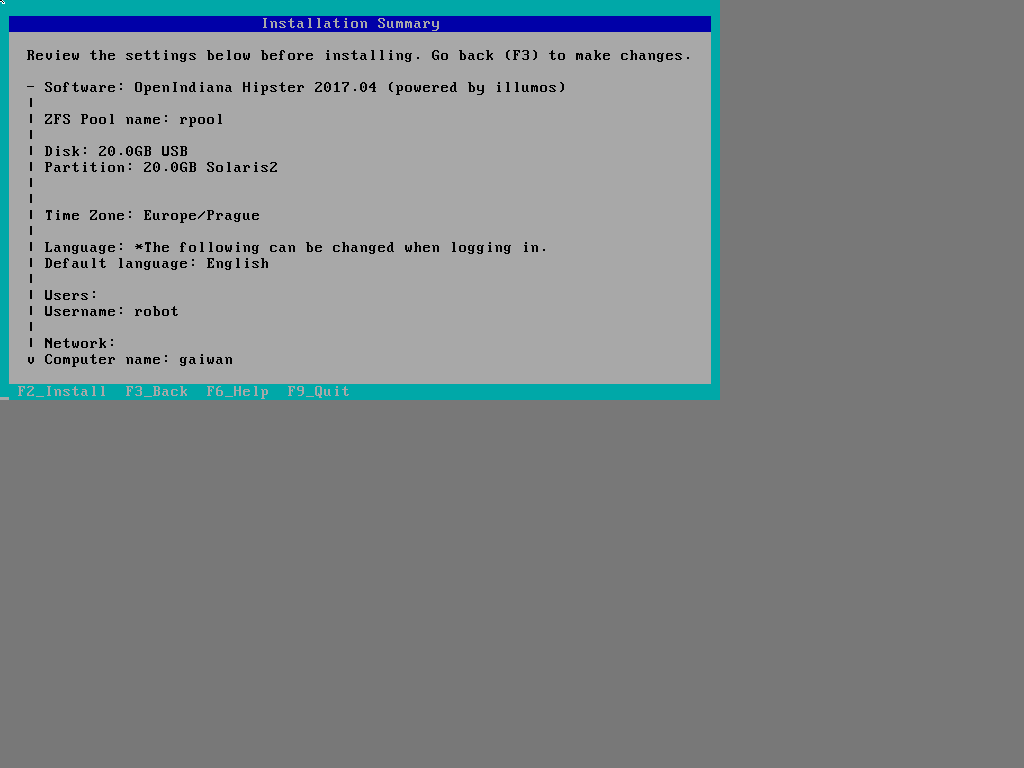 Installation Summary
Review the settings below before installing. Go back (F3) to make changes.
- Software: OpenIndiana Hipster 2017.04 (powered by illumos)
|
| ZFS Pool name: rpool
|
| Disk: 20.0GB USB
| Partition: 20.0GB Solaris2
|
|
| Time Zone: Europe/Prague
|
| Language: *The following can be changed when logging in.
| Default language: English
|
| Users:
| Username: robot
|
| Network:
v Computer name: gaiwan
F2_Install F3_Back F6_Help F9_Quit